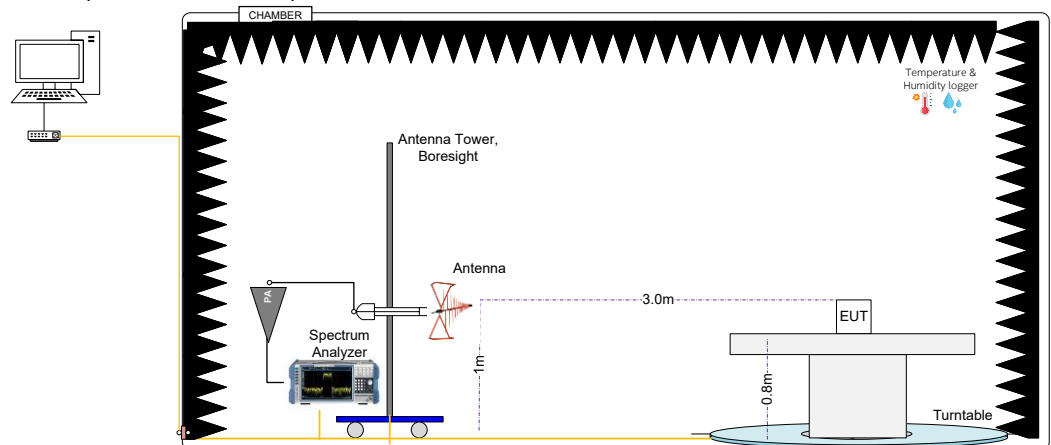 CHAMBER
Temperature &
Humidity logger
Antenna Tower,
Boresight
Antenna
PA
3.0m
EUT
Spectrum
Analyzer
1m
0.8m
Turntable